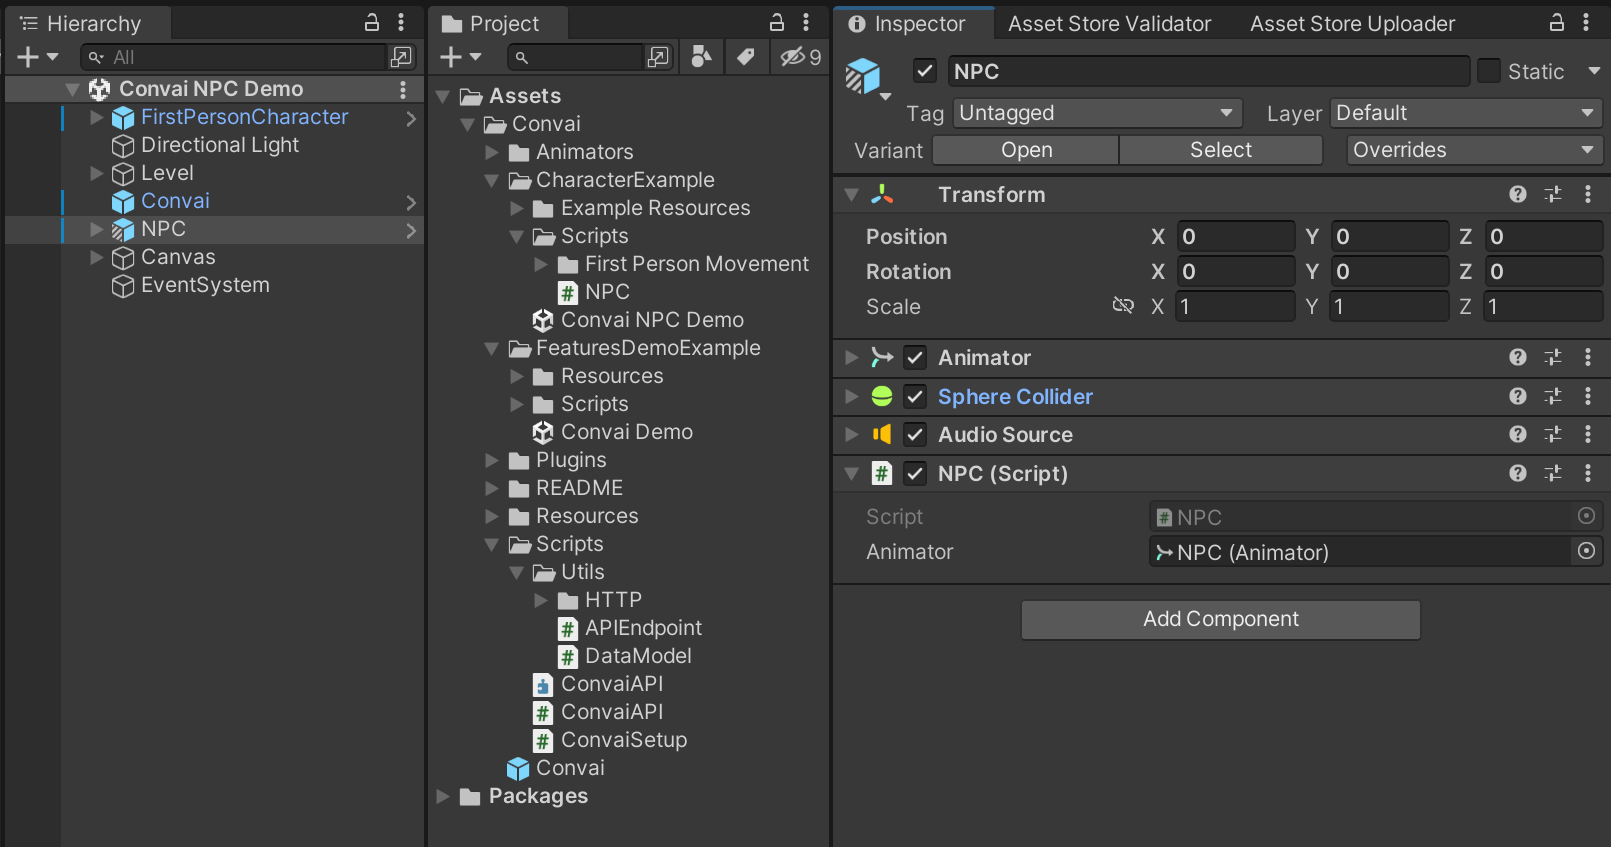 Hierarchy
All
Convai NPC Demo
FirstPersonCharacter
Directional Light
Level
Convai
NPC
Canvas
EventSystem
Project
9
Assets
Convai
Animators
CharacterExample
Example Resources
Scripts
First Person Movement
NPC
Convai NPC Demo
FeaturesDemoExample
Resources
Scripts
Convai Demo
Plugins
README
Resources
Scripts
Utils
HTTP
APIEndpoint
DataModel
ConvaiAPI
ConvaiAPI
ConvaiSetup
Convai
Packages
Inspector Asset Store Validator Asset Store Uploader
NPC Static
Tag Untagged Layer Default
Variant Open Select Overrides
Transform
Position X 0 Y 0 Z 0
Rotation X 0 Y 0 Z 0
Scale X 1 Y 1 Z 1
Animator
Sphere Collider
Audio Source
# NPC (Script)
Script # NPC
Animator NPC (Animator)
Add Component